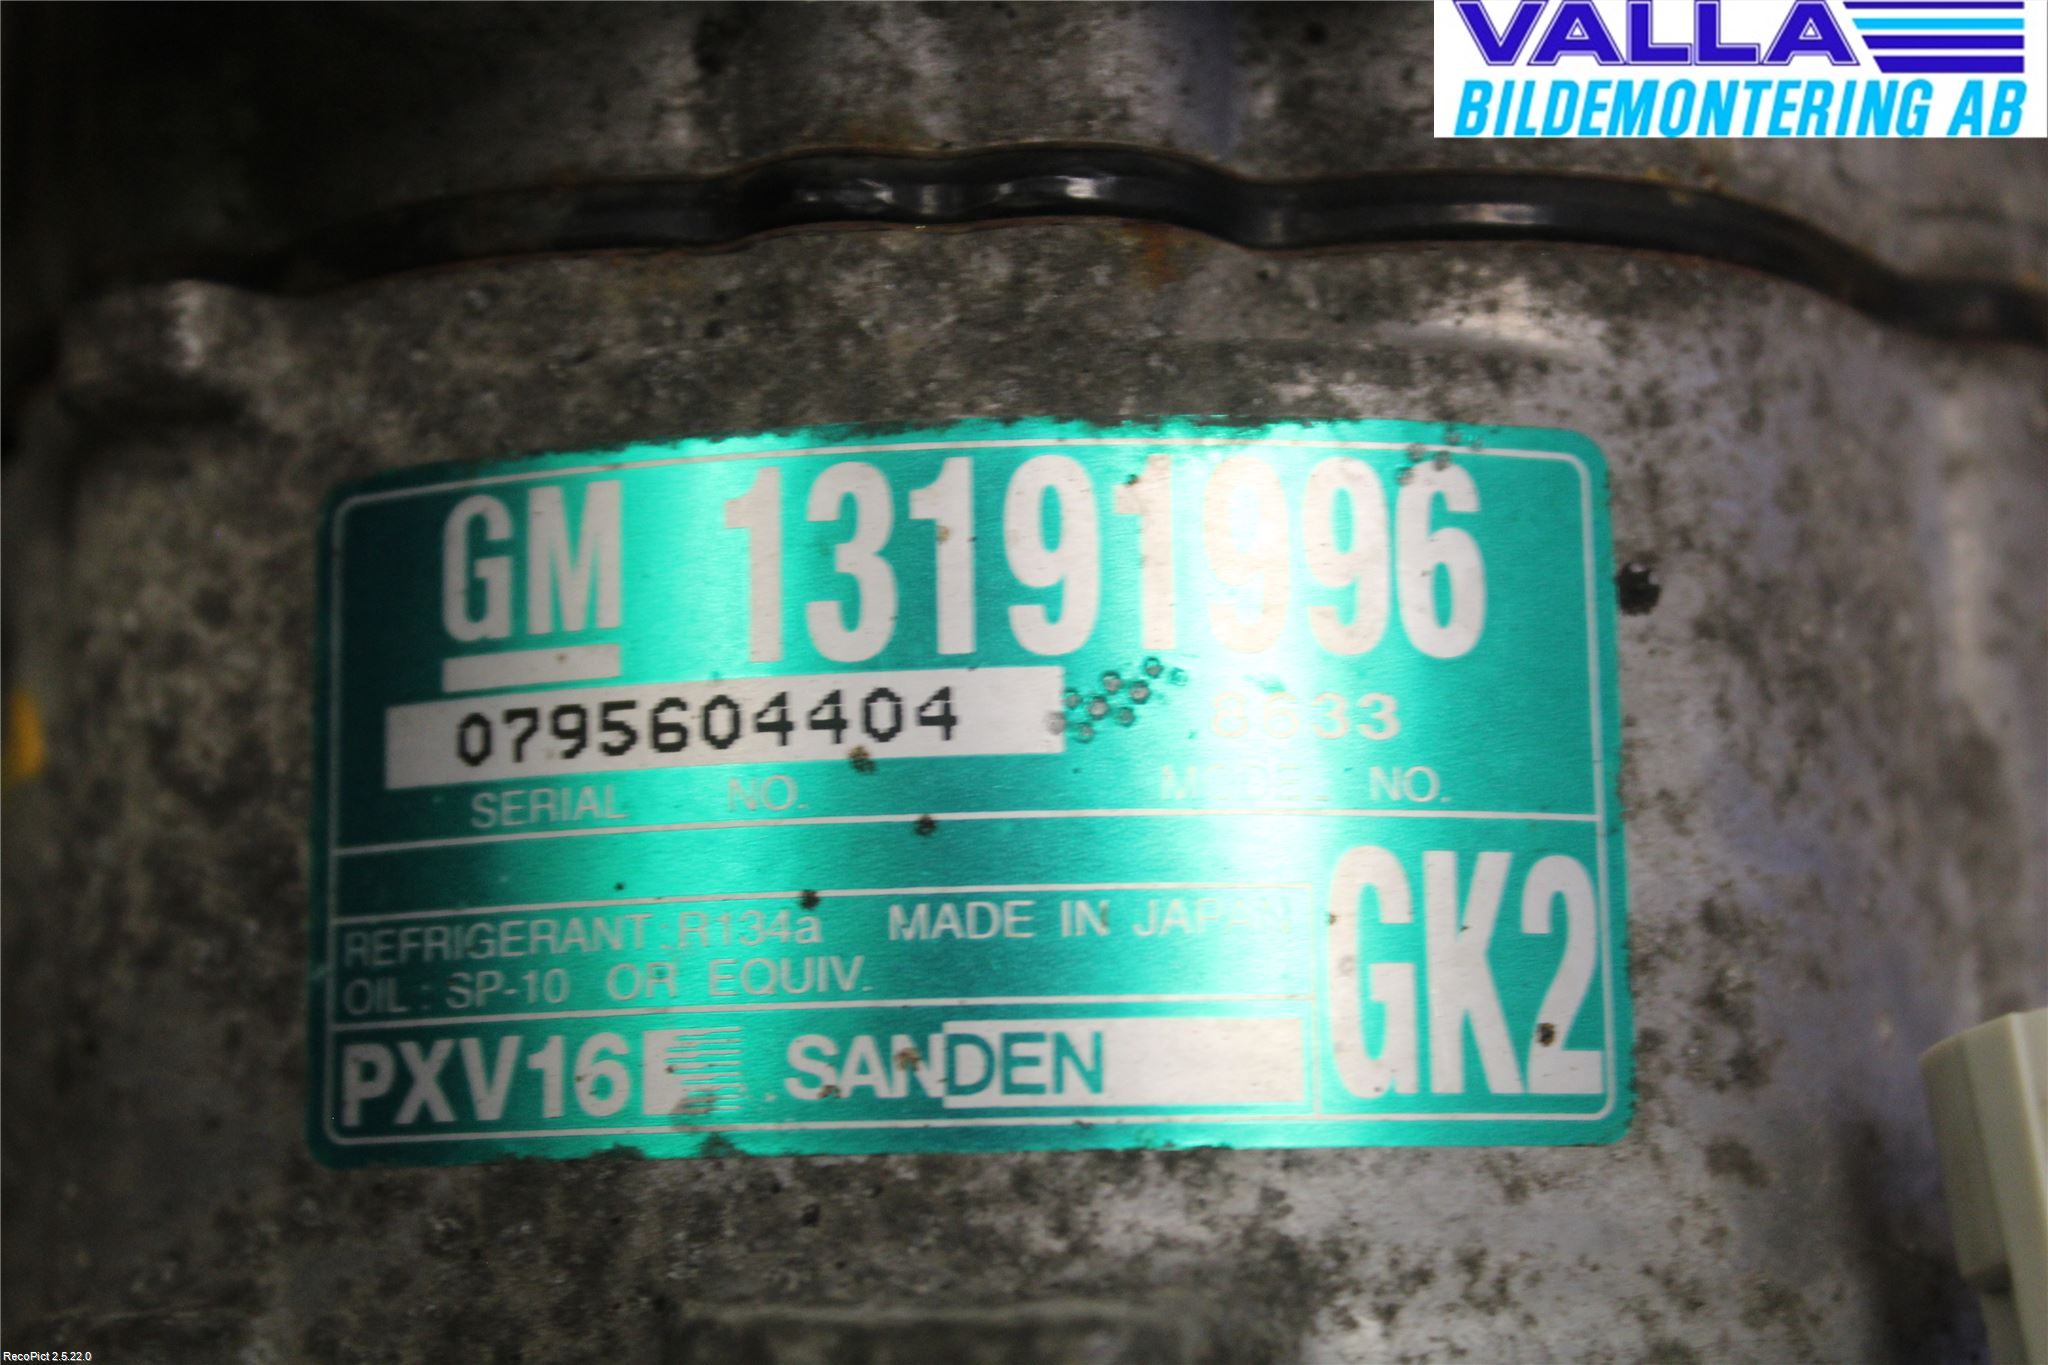 VALLA
BILDEMONTERING AB
GM 13191996
0795604404 8633
SERIAL NO. MODEL NO.
REFRIGERANT : R134a MADE IN JAPAN
OIL : SP-10 OR EQUIV.
GK2
PXV16 SANDEN
RecoPict 2.5.22.0